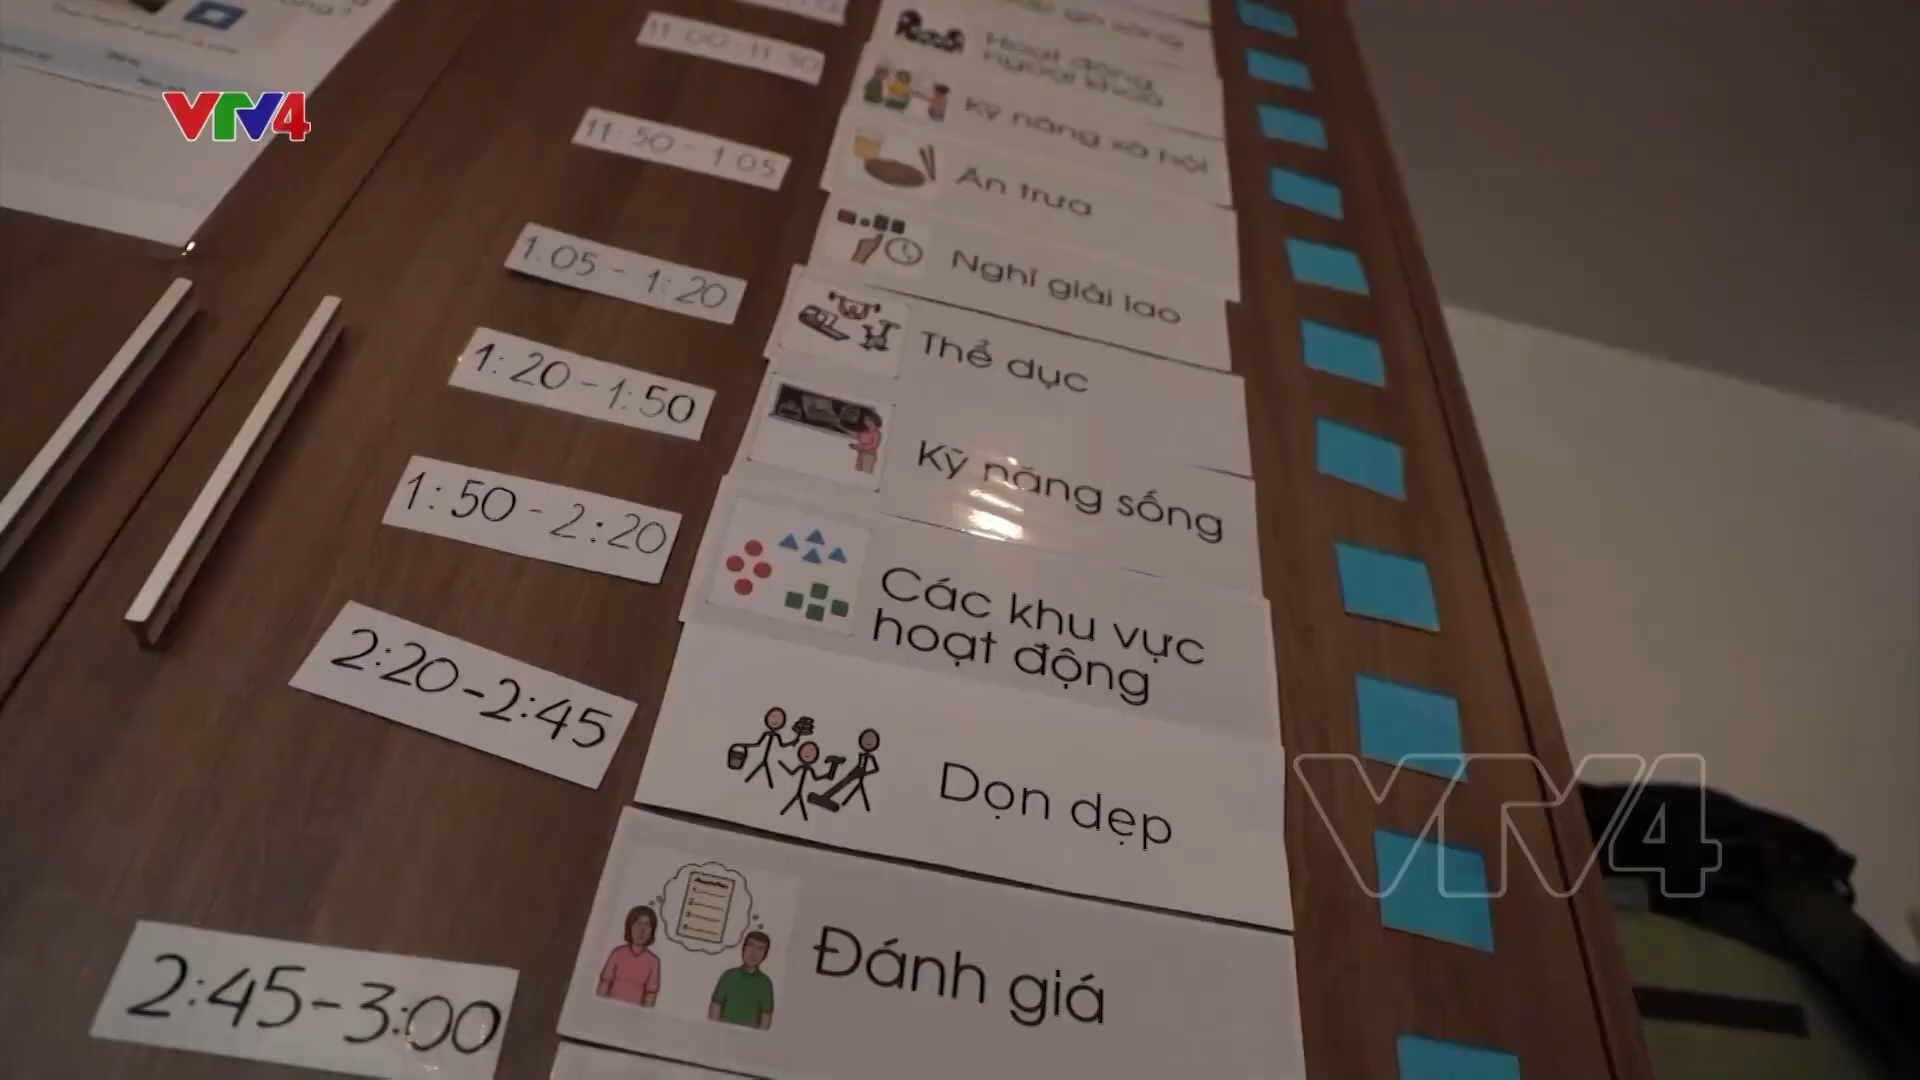 VTV4
11:00-11:50
Hoạt động
Ngoại khóa
Kỹ năng xã hội
11:50-1:05
Ăn trưa
1:05-1:20
Nghỉ giải lao
1:20-1:50
Thể dục
Kỹ năng sống
1:50-2:20
Các khu vực
hoạt động
2:20-2:45
Dọn dẹp
VTV4
Đánh giá
2:45-3:00